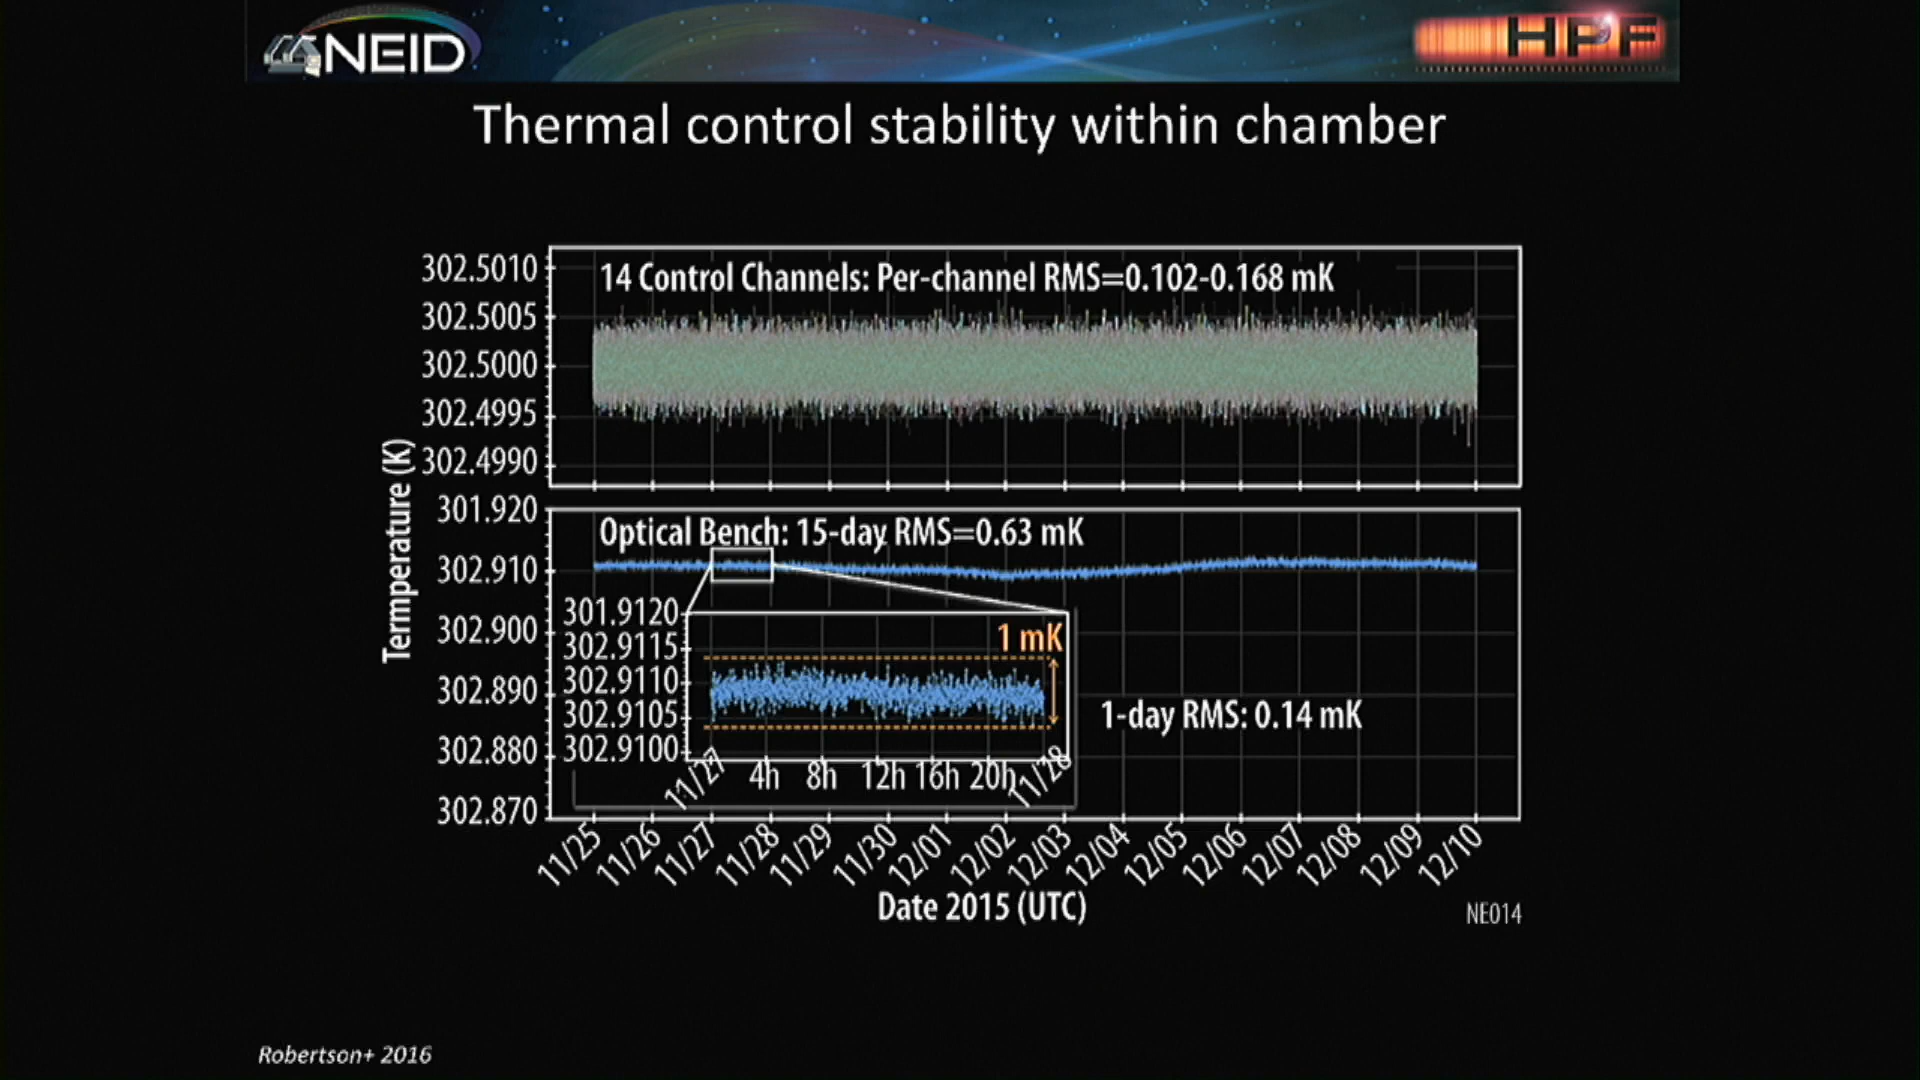 NEID
HPF
Thermal control stability within chamber
14 Control Channels: Per-channel RMS=0.102-0.168 mK
302.5010
302.5005
302.5000
302.4995
302.4990
Termperature (K)
Optical Bench: 15-day RMS=0.63 mK
301.920
302.910
302.900
302.890
302.880
302.870
301.9120
302.9115
302.9110
302.9105
302.9100
1 mK
11/27 4h 8h 12h 16h 20h 11/28
1-day RMS: 0.14 mK
11/25 11/26 11/27 11/28 11/29 11/30 12/01 12/02 12/03 12/04 12/05 12/06 12/07 12/08 12/09 12/10
Date 2015 (UTC)
NE014
Robertson+ 2016